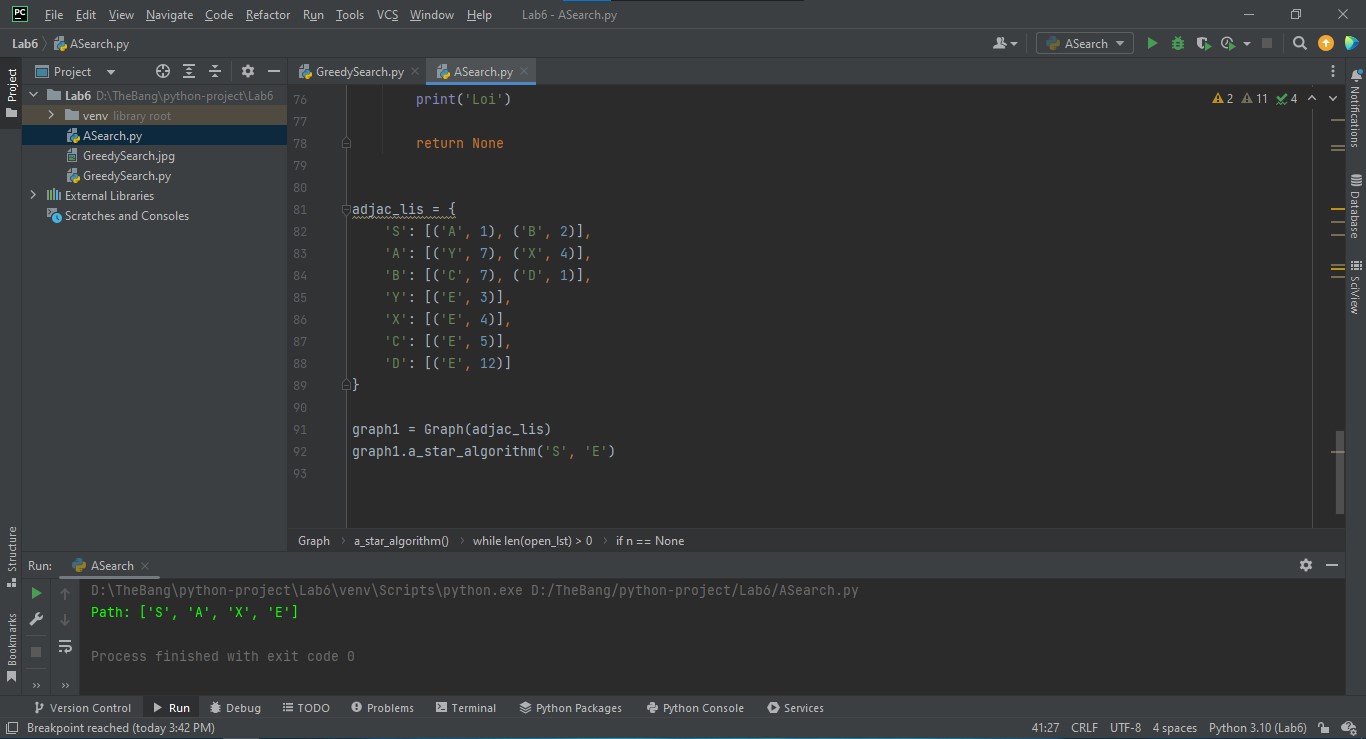 PC File Edit View Navigate Code Refactor Run Tools VCS Window Help Lab6 - ASearch.py
Lab6 ASearch.py ASearch
Project
Project
Lab6 D:\TheBang\python-project\Lab6
venv library root
ASearch.py
GreedySearch.jpg
GreedySearch.py
External Libraries
Scratches and Consoles
GreedySearch.py ASearch.py
2 11 4
76 print('Loi')
77
78 return None
79
80
81 adjac_lis = {
82 'S': [('A', 1), ('B', 2)],
83 'A': [('Y', 7), ('X', 4)],
84 'B': [('C', 7), ('D', 1)],
85 'Y': [('E', 3)],
86 'X': [('E', 4)],
87 'C': [('E', 5)],
88 'D': [('E', 12)]
89 }
90
91 graph1 = Graph(adjac_lis)
92 graph1.a_star_algorithm('S', 'E')
93
Graph a_star_algorithm() while len(open_lst) > 0 if n == None
Notifications
Database
SciView
Structure
Bookmarks
Run: ASearch
D:\TheBang\python-project\Lab6\venv\Scripts\python.exe D:/TheBang/python-project/Lab6/ASearch.py
Path: ['S', 'A', 'X', 'E']
Process finished with exit code 0
Version Control Run Debug TODO Problems Terminal Python Packages Python Console Services
Breakpoint reached (today 3:42 PM) 41:27 CRLF UTF-8 4 spaces Python 3.10 (Lab6)